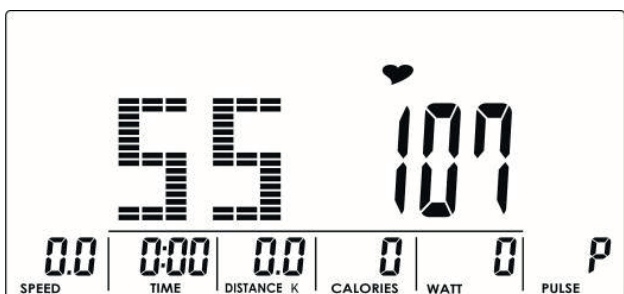 55 107
0.0 0:00 0.0 0 0 P
SPEED TIME DISTANCE K CALORIES WATT PULSE